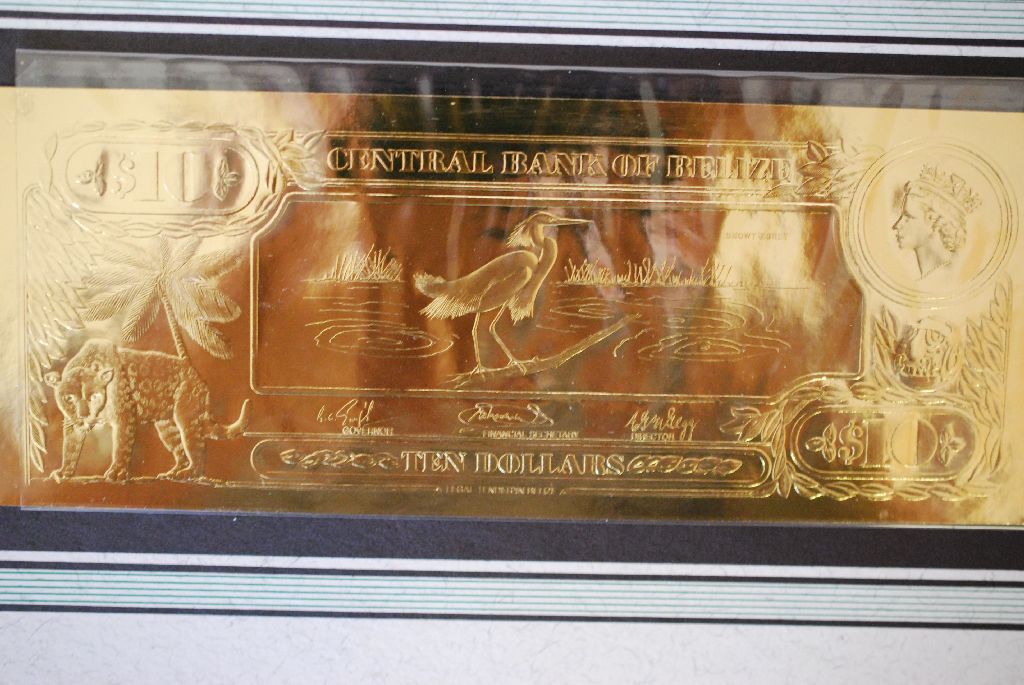 $10
CENTRAL BANK OF BELIZE
SNOWY EGRET
GOVERNOR
FINANCIAL SECRETARY
DIRECTOR
TEN DOLLARS
LEGAL TENDER IN BELIZE
$10